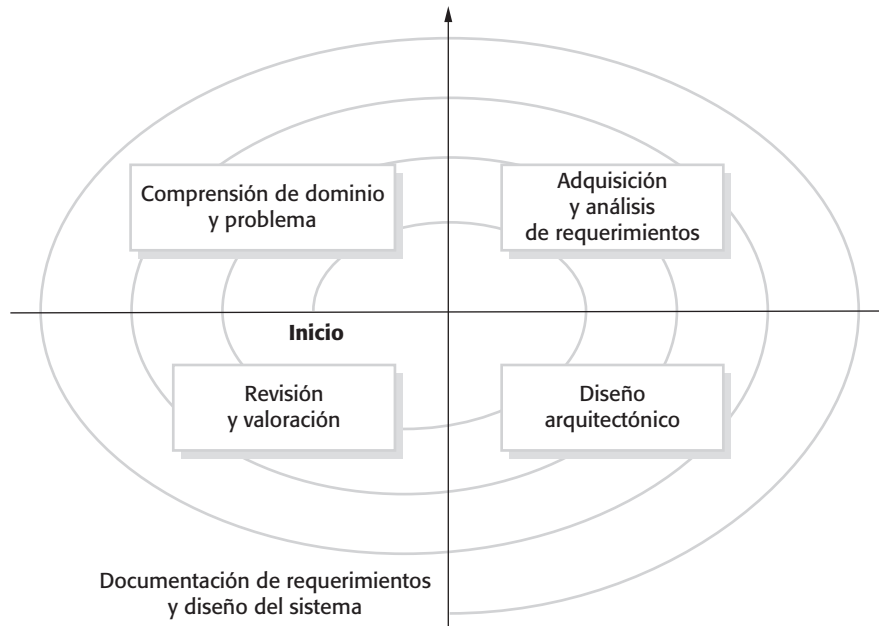 Comprensión de dominio
y problema
Adquisición
y análisis
de requerimientos
Inicio
Revisión
y valoración
Diseño
arquitectónico
Documentación de requerimientos
y diseño del sistema